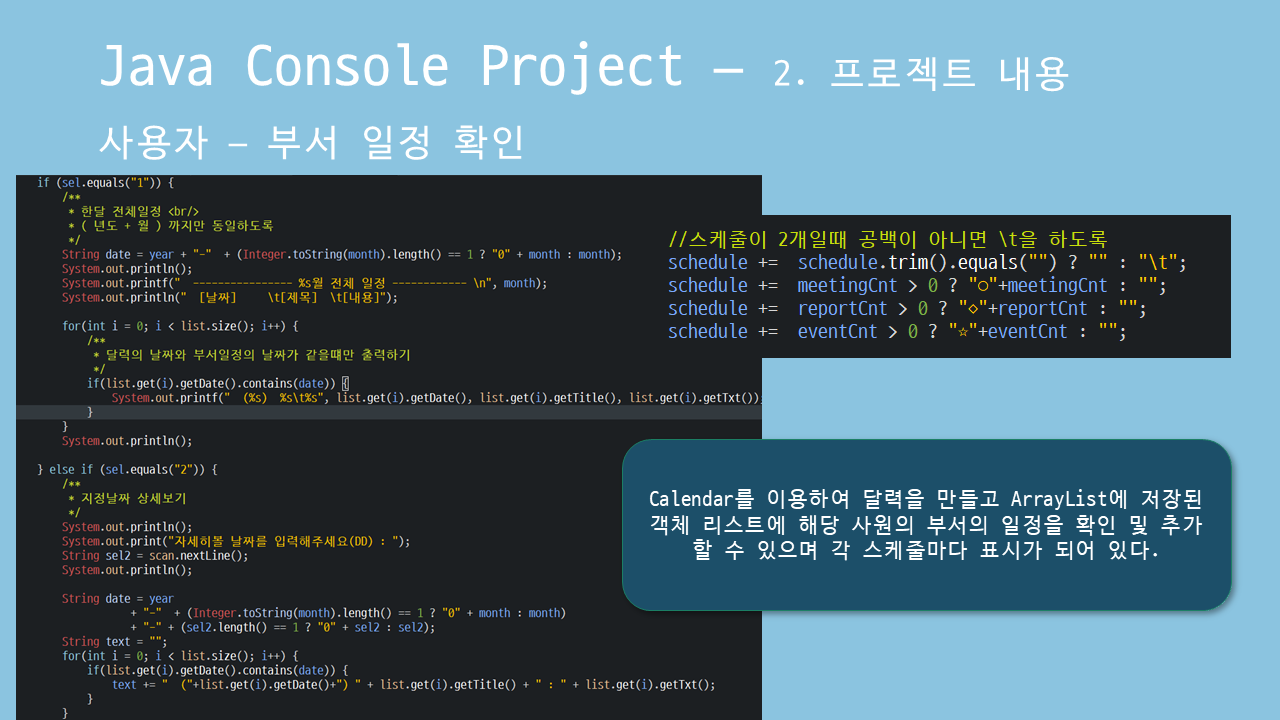 Java Console Project – 2. 프로젝트 내용
사용자 – 부서 일정 확인
if (sel.equals("1")) {
/**
* 한달 전체일정 <br/>
* ( 년도 + 월 ) 까지만 동일하도록
*/
String date = year + "-"  + (Integer.toString(month).length() == 1 ? "0" + month : month);
System.out.println();
System.out.printf("  ---------------- %s월 전체 일정 ------------ \n", month);
System.out.println("  [날짜]     \t[제목]  \t[내용]");
for(int i = 0; i < list.size(); i++) {
/**
* 달력의 날짜와 부서일정의 날짜가 같을떄만 출력하기
*/
if(list.get(i).getDate().contains(date)) {
System.out.printf("  (%s)  %s\t%s", list.get(i).getDate(), list.get(i).getTitle(), list.get(i).getTxt());
}
}
System.out.println();
} else if (sel.equals("2")) {
/**
* 지정날짜 상세보기
*/
System.out.println();
System.out.print("자세히볼 날짜를 입력해주세요(DD) : ");
String sel2 = scan.nextLine();
System.out.println();
String date = year
+ "-"  + (Integer.toString(month).length() == 1 ? "0" + month : month)
+ "-" + (sel2.length() == 1 ? "0" + sel2 : sel2);
String text = "";
for(int i = 0; i < list.size(); i++) {
if(list.get(i).getDate().contains(date)) {
text += "  ("+list.get(i).getDate()+") " + list.get(i).getTitle() + " : " + list.get(i).getTxt();
}
}
//스케줄이 2개일때 공백이 아니면 \t을 하도록
schedule +=  schedule.trim().equals("") ? "" : "\t";
schedule +=  meetingCnt > 0 ? "○"+meetingCnt : "";
schedule +=  reportCnt > 0 ? "◇"+reportCnt : "";
schedule +=  eventCnt > 0 ? "☆"+eventCnt : "";
Calendar를 이용하여 달력을 만들고 ArrayList에 저장된
객체 리스트에 해당 사원의 부서의 일정을 확인 및 추가
할 수 있으며 각 스케줄마다 표시가 되어 있다.